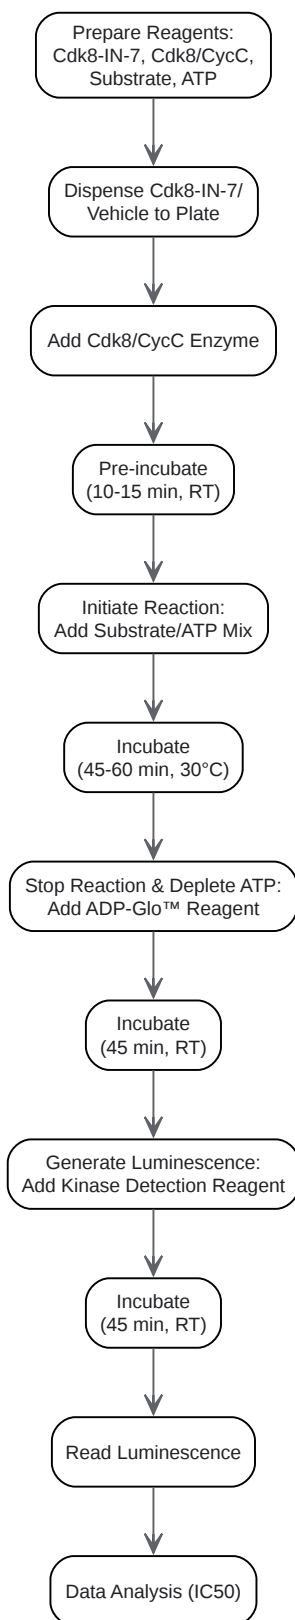 Prepare Reagents:
Cdk8-IN-7, Cdk8/CycC,
Substrate, ATP
Dispense Cdk8-IN-7/
Vehicle to Plate
Add Cdk8/CycC Enzyme
Pre-incubate
(10-15 min, RT)
Initiate Reaction:
Add Substrate/ATP Mix
Incubate
(45-60 min, 30°C)
Stop Reaction & Deplete ATP:
Add ADP-Glo™ Reagent
Incubate
(45 min, RT)
Generate Luminescence:
Add Kinase Detection Reagent
Incubate
(45 min, RT)
Read Luminescence
Data Analysis (IC50)